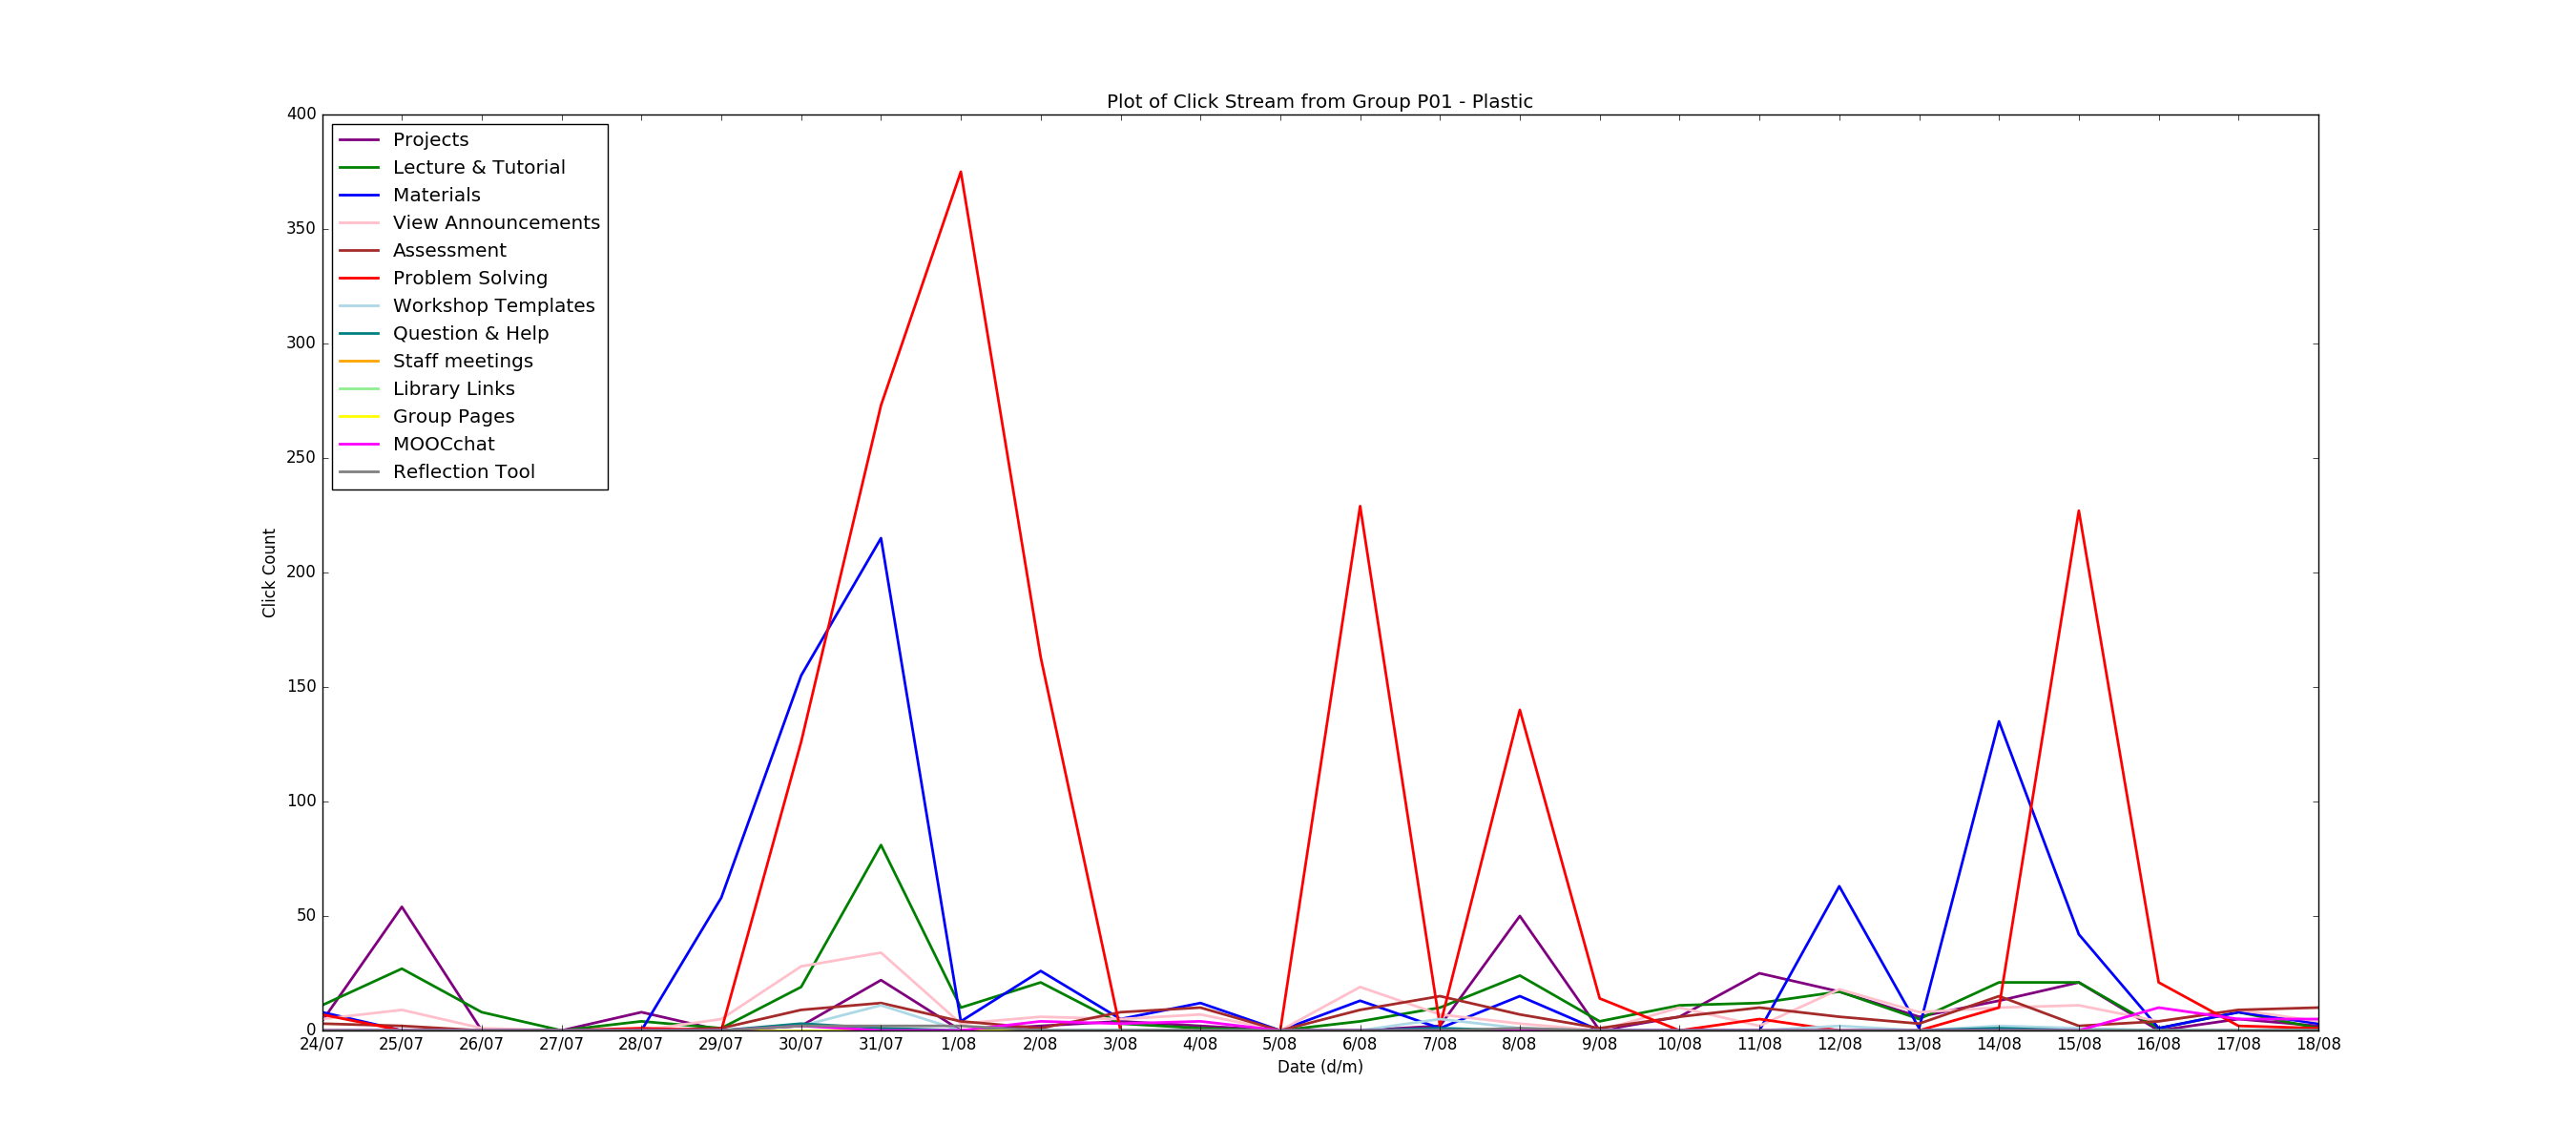 Plot of Click Stream from Group P01 - Plastic
400
350
300
250
200
150
100
50
0
Click Count
Projects
Lecture & Tutorial
Materials
View Announcements
Assessment
Problem Solving
Workshop Templates
Question & Help
Staff meetings
Library Links
Group Pages
MOOCchat
Reflection Tool
24/07 25/07 26/07 27/07 28/07 29/07 30/07 31/07 1/08 2/08 3/08 4/08 5/08 6/08 7/08 8/08 9/08 10/08 11/08 12/08 13/08 14/08 15/08 16/08 17/08 18/08
Date (d/m)